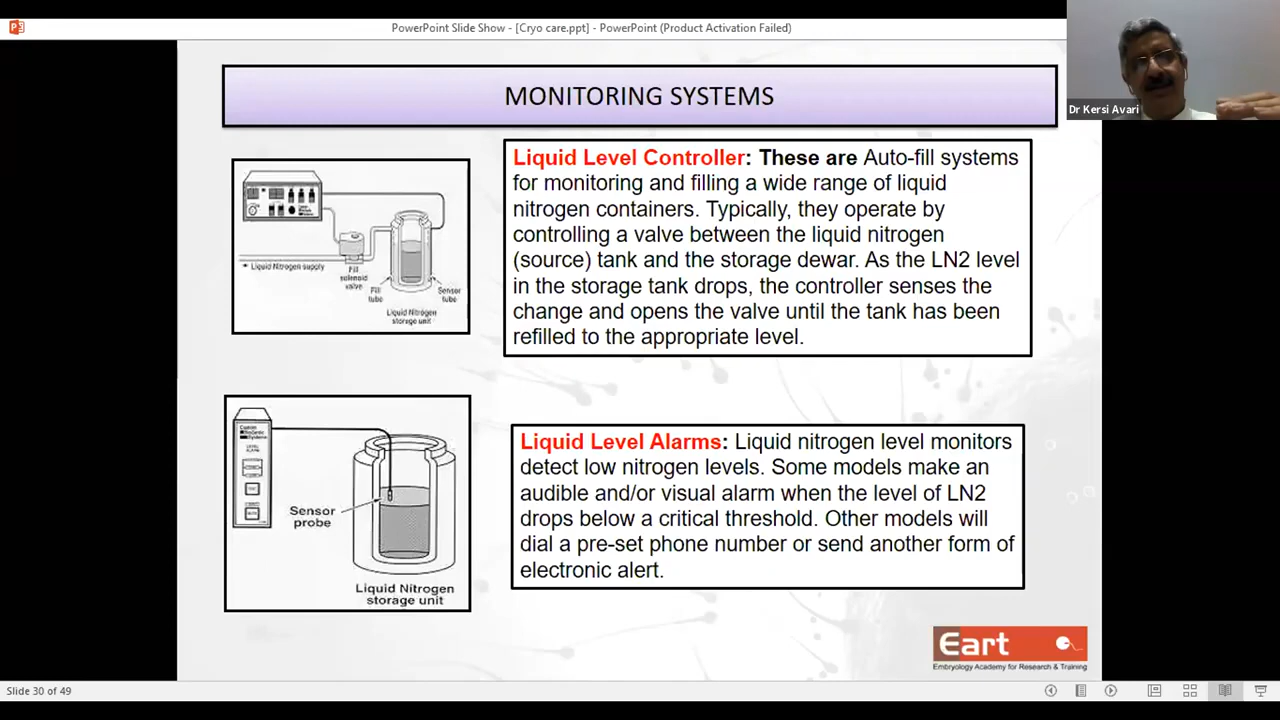 PowerPoint Slide Show - [Cryo care.ppt] - PowerPoint (Product Activation Failed)
Dr Kersi Avari
MONITORING SYSTEMS
Liquid Nitrogen supply
Fill
solenoid
valve
Fill
tube
Sensor
tube
Liquid Nitrogen
storage unit
Liquid Level Controller: These are Auto-fill systems
for monitoring and filling a wide range of liquid
nitrogen containers. Typically, they operate by
controlling a valve between the liquid nitrogen
(source) tank and the storage dewar. As the LN2 level
in the storage tank drops, the controller senses the
change and opens the valve until the tank has been
refilled to the appropriate level.
Sensor
probe
Liquid Nitrogen
storage unit
Liquid Level Alarms: Liquid nitrogen level monitors
detect low nitrogen levels. Some models make an
audible and/or visual alarm when the level of LN2
drops below a critical threshold. Other models will
dial a pre-set phone number or send another form of
electronic alert.
Eart
Embryology Academy for Research & Training
Slide 30 of 49